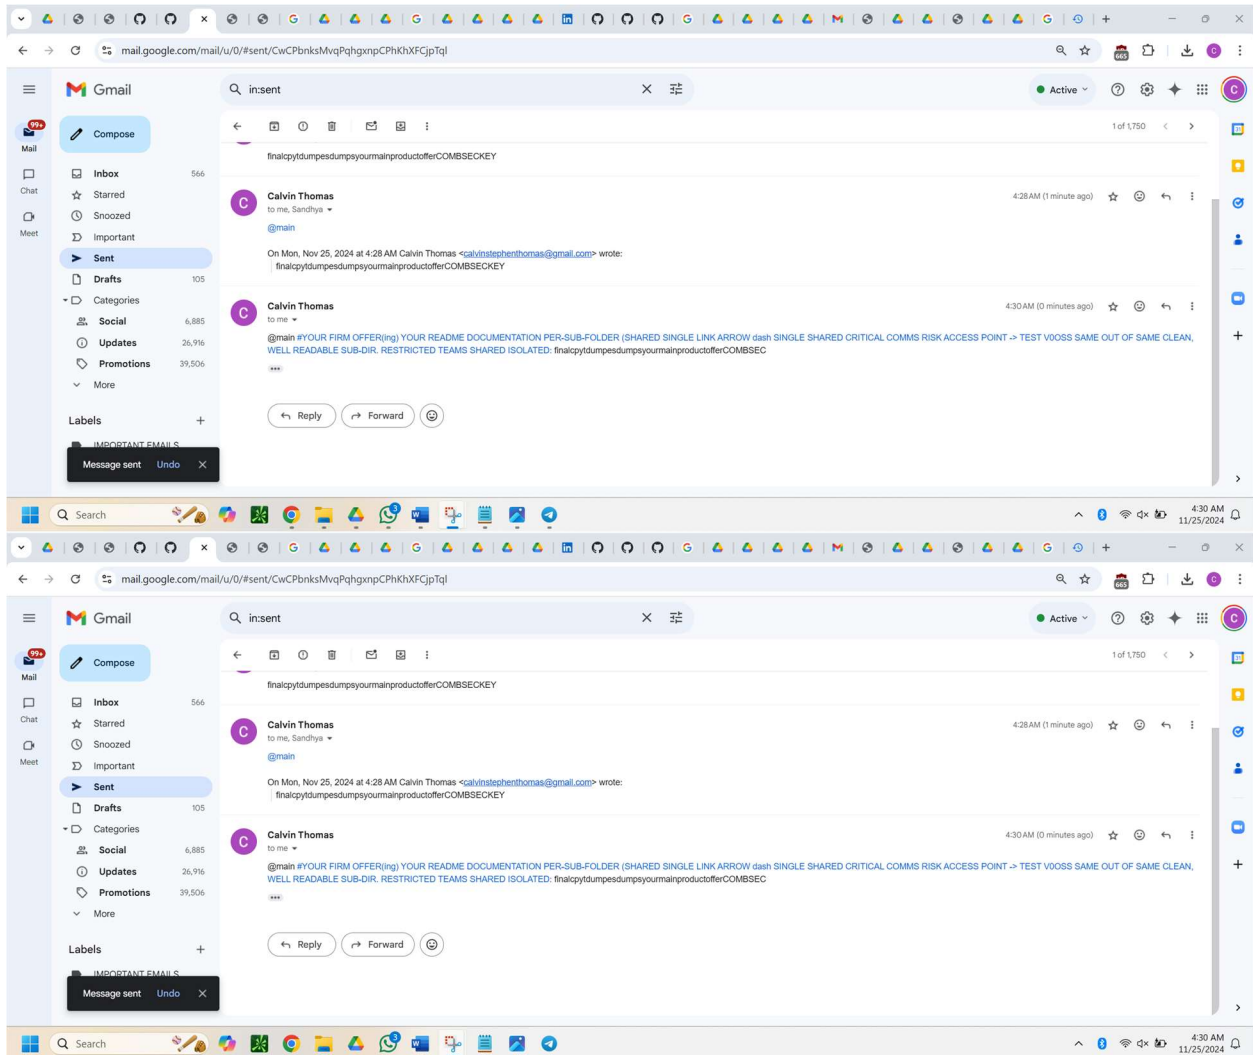 mail.google.com/mail/u/0/#sent/CwCPbnksMvqPqhgxnpCPhKhXFCjpTql
665
C
Gmail
in:sent
Active
C
99+
Mail
Compose
1 of 1,750
finalcpytdumpesdumpsyourmainproductofferCOMBSECKEY
Chat
Inbox 566
Starred
Calvin Thomas 4:28 AM (1 minute ago)
C
to me, Sandhya
Meet
Snoozed
@main
Important
Sent
On Mon, Nov 25, 2024 at 4:28 AM Calvin Thomas <calvinstephenthomas@gmail.com> wrote:
finalcpytdumpesdumpsyourmainproductofferCOMBSECKEY
Drafts 105
Categories
Calvin Thomas 4:30 AM (0 minutes ago)
C
to me
Social 6,885
Updates 26,916
@main #YOUR FIRM OFFER(ing) YOUR README DOCUMENTATION PER-SUB-FOLDER (SHARED SINGLE LINK ARROW dash SINGLE SHARED CRITICAL COMMS RISK ACCESS POINT -> TEST V0OSS SAME OUT OF SAME CLEAN,
WELL READABLE SUB-DIR. RESTRICTED TEAMS SHARED ISOLATED: finalcpytdumpesdumpsyourmainproductofferCOMBSEC
Promotions 39,506
More
Reply Forward
Labels
IMPORTANT EMAILS
Message sent Undo
Search
3
4:30 AM
11/25/2024
mail.google.com/mail/u/0/#sent/CwCPbnksMvqPqhgxnpCPhKhXFCjpTql
665
C
Gmail
in:sent
Active
C
99+
Mail
Compose
1 of 1,750
finalcpytdumpesdumpsyourmainproductofferCOMBSECKEY
Chat
Inbox 566
Starred
Calvin Thomas 4:28 AM (1 minute ago)
C
to me, Sandhya
Meet
Snoozed
@main
Important
Sent
On Mon, Nov 25, 2024 at 4:28 AM Calvin Thomas <calvinstephenthomas@gmail.com> wrote:
finalcpytdumpesdumpsyourmainproductofferCOMBSECKEY
Drafts 105
Categories
Calvin Thomas 4:30 AM (0 minutes ago)
C
to me
Social 6,885
Updates 26,916
@main #YOUR FIRM OFFER(ing) YOUR README DOCUMENTATION PER-SUB-FOLDER (SHARED SINGLE LINK ARROW dash SINGLE SHARED CRITICAL COMMS RISK ACCESS POINT -> TEST V0OSS SAME OUT OF SAME CLEAN,
WELL READABLE SUB-DIR. RESTRICTED TEAMS SHARED ISOLATED: finalcpytdumpesdumpsyourmainproductofferCOMBSEC
Promotions 39,506
More
Reply Forward
Labels
IMPORTANT EMAILS
Message sent Undo
Search
3
4:30 AM
11/25/2024